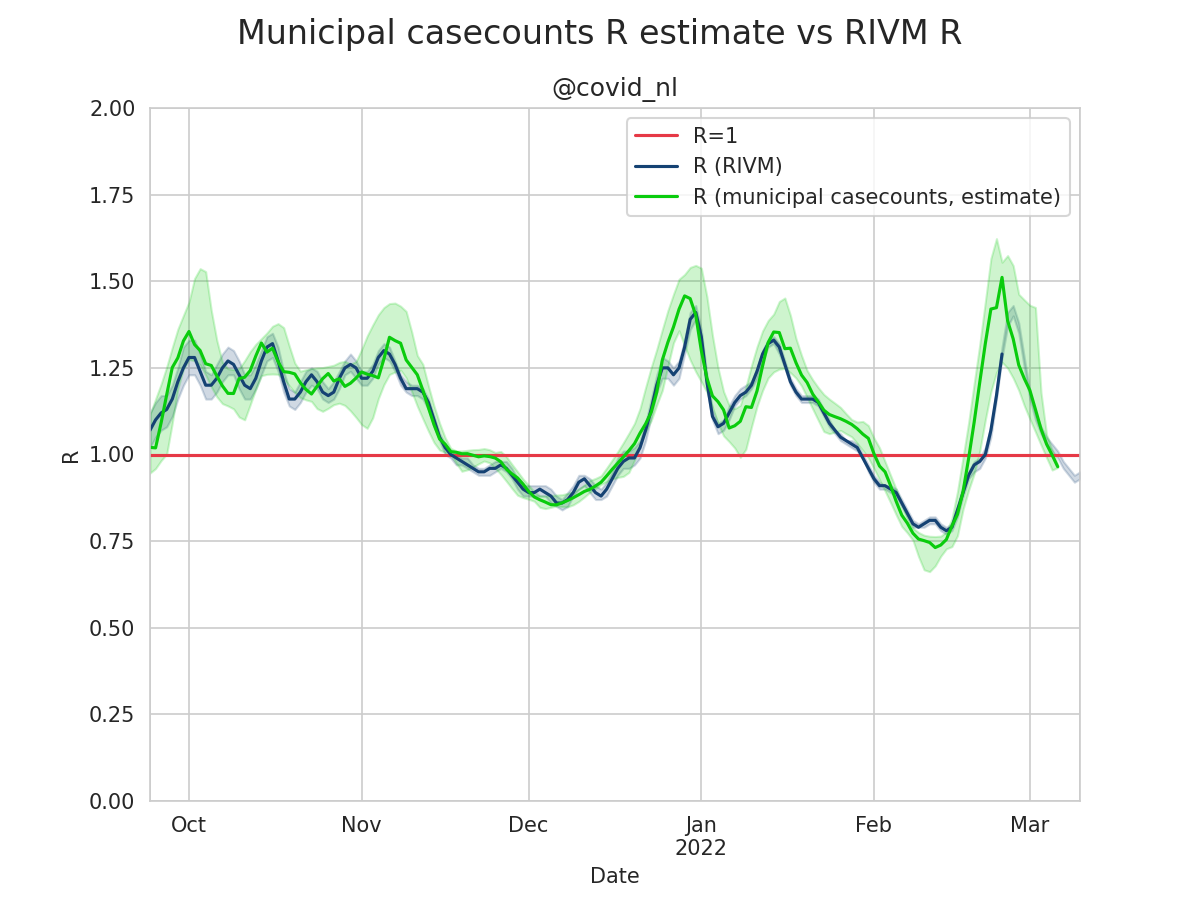 Municipal casecounts R estimate vs RIVM R
@covid_nl
R=1
R (RIVM)
R (municipal casecounts, estimate)
2.00
1.75
1.50
1.25
1.00
0.75
0.50
0.25
0.00
R
Oct
Nov
Dec
Jan
2022
Feb
Mar
Date